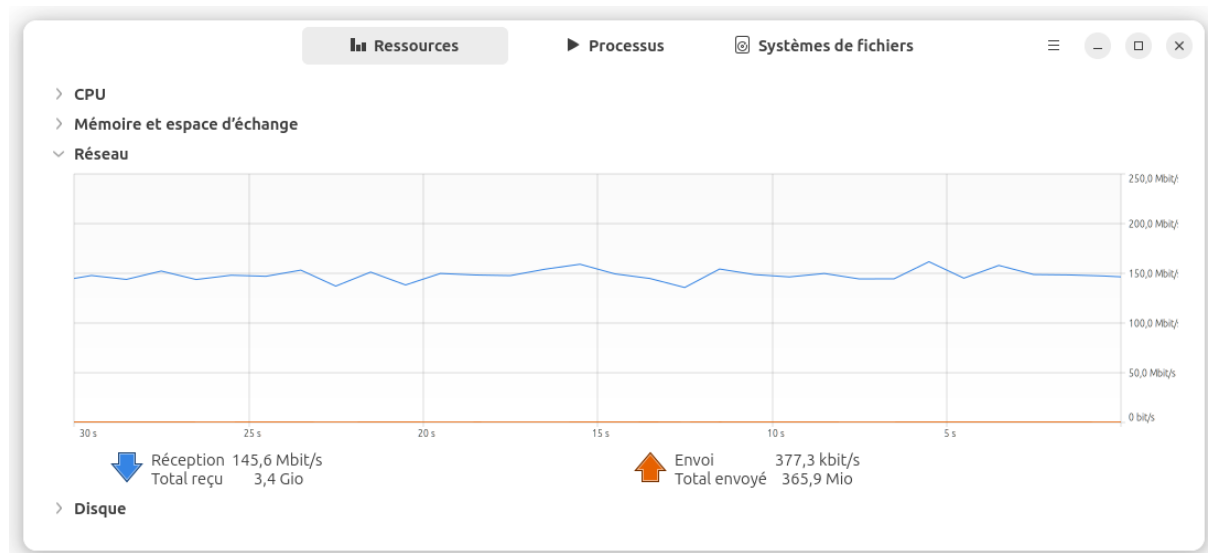 Ressources Processus Systèmes de fichiers
CPU
Mémoire et espace d’échange
Réseau
250,0 Mbit/s
200,0 Mbit/s
150,0 Mbit/s
100,0 Mbit/s
50,0 Mbit/s
0 bit/s
30 s 25 s 20 s 15 s 10 s 5 s
Réception 145,6 Mbit/s Envoi 377,3 kbit/s
Total reçu 3,4 Gio Total envoyé 365,9 Mio
Disque